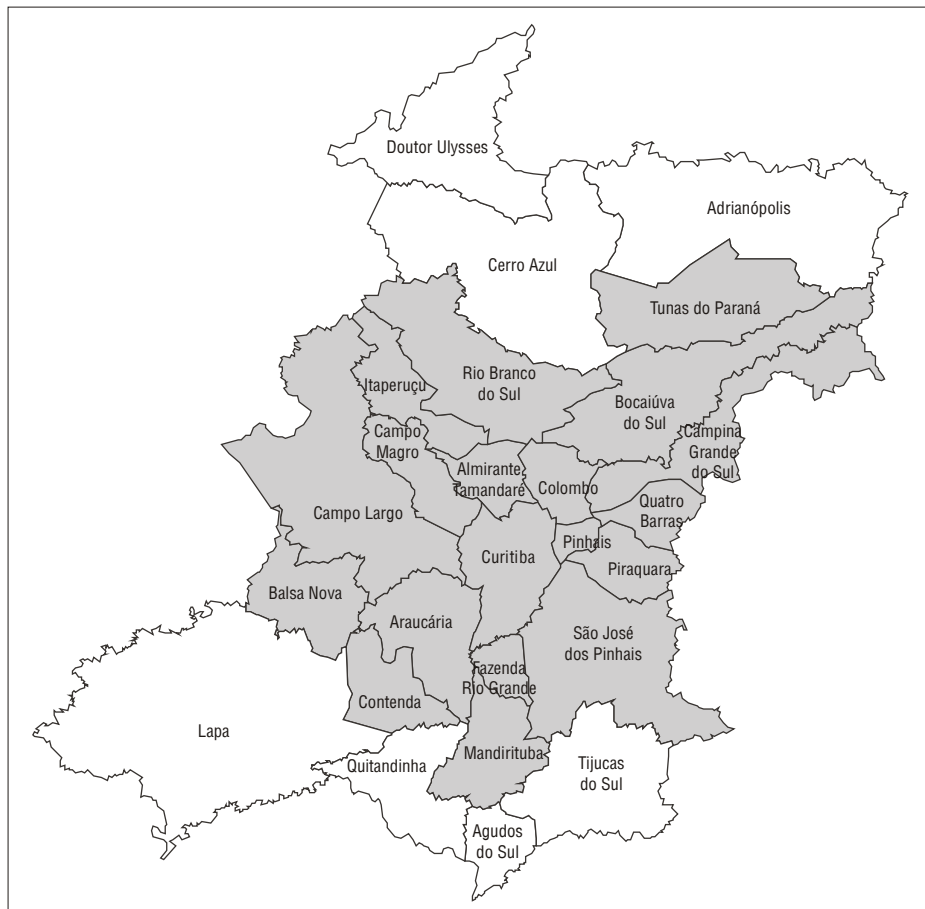 Doutor Ulysses
Adrianópolis
Cerro Azul
Tunas do Paraná
Rio Branco
do Sul
Itaperuçu
Bocaiúva
do Sul
Campo
Magro
Campina
Grande
do Sul
Almirante
Tamandaré
Colombo
Quatro
Barras
Campo Largo
Curitiba
Pinhais
Piraquara
Balsa Nova
Araucária
São José
dos Pinhais
Fazenda
Rio Grande
Contenda
Lapa
Mandirituba
Quitandinha
Tijucas
do Sul
Agudos
do Sul